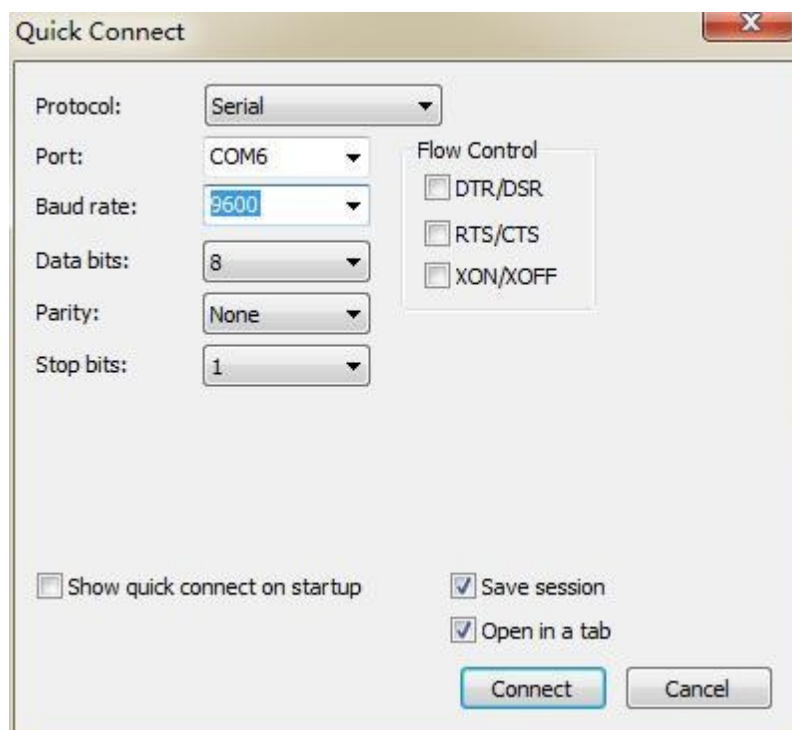 Quick Connect
Protocol: Serial
Port: COM6
Flow Control
DTR/DSR
Baud rate: 9600
RTS/CTS
Data bits: 8
XON/XOFF
Parity: None
Stop bits: 1
Show quick connect on startup
Save session
Open in a tab
Connect
Cancel